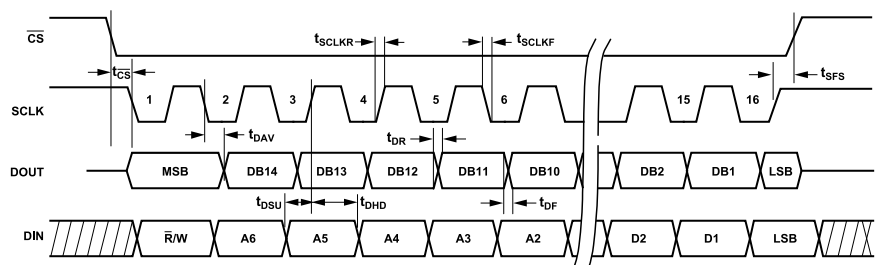 CS tSCLKR tSCLKF
tCS tSFS
SCLK 1 2 3 4 5 6 15 16
tDAV tDR
DOUT MSB DB14 DB13 DB12 DB11 DB10 DB2 DB1 LSB
tDSU tDHD tDF
DIN R/W A6 A5 A4 A3 A2 D2 D1 LSB